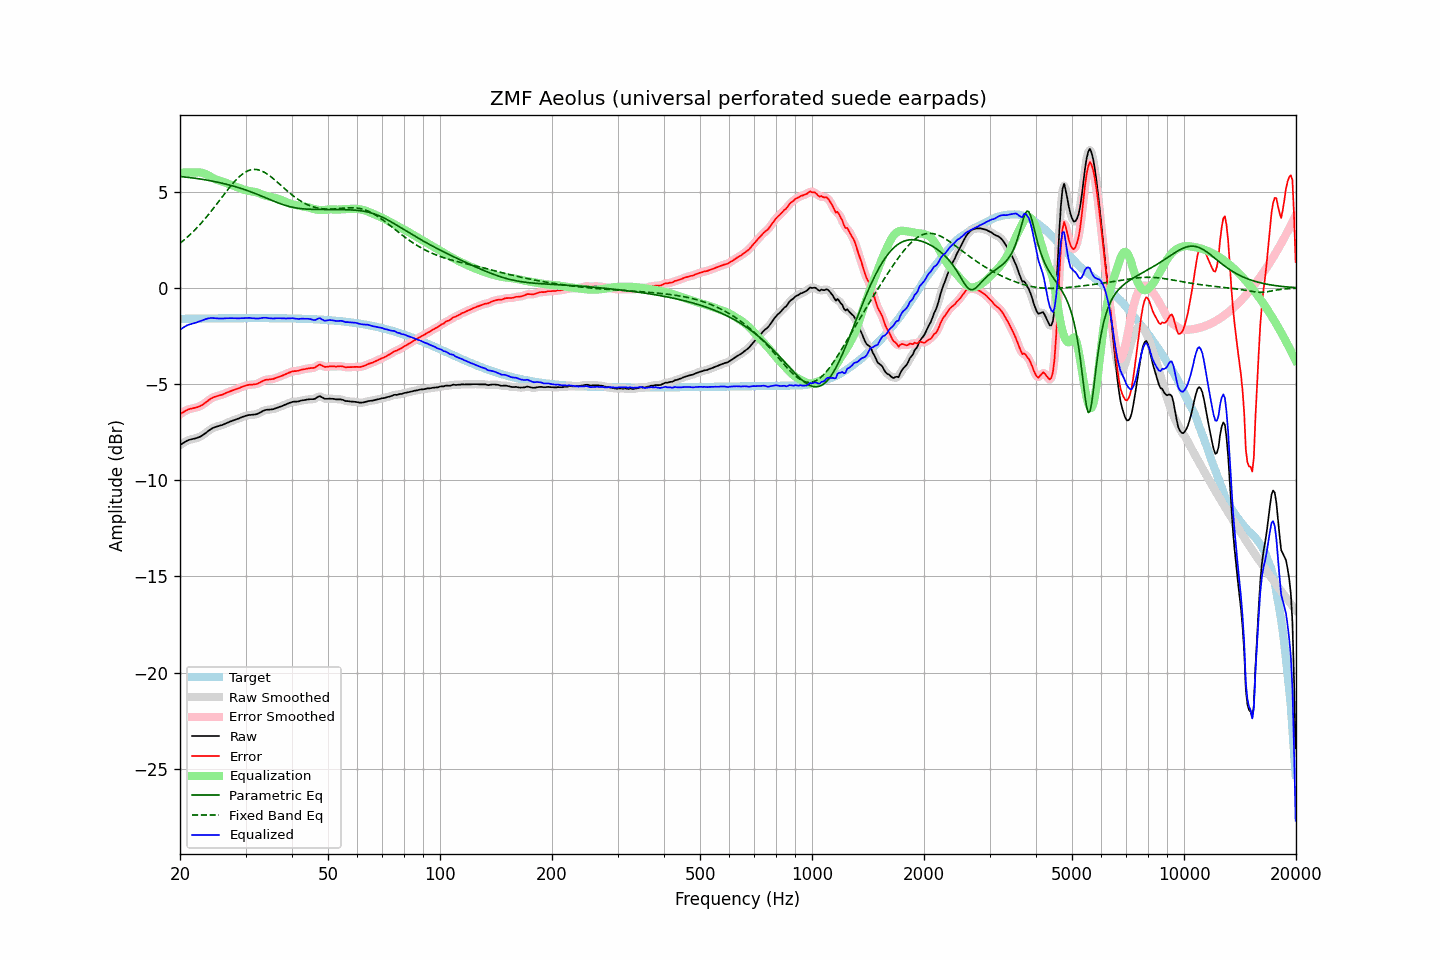 ZMF Aeolus (universal perforated suede earpads)
Amplitude (dBr)
5
0
−5
−10
−15
−20
−25
Target
Raw Smoothed
Error Smoothed
Raw
Error
Equalization
Parametric Eq
Fixed Band Eq
Equalized
20 50 100 200 500 1000 2000 5000 10000 20000
Frequency (Hz)